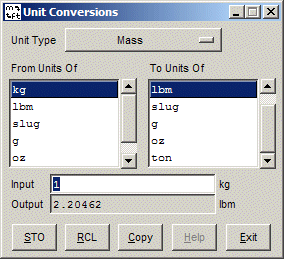 Unit Conversions
Unit Type Mass
From Units Of To Units Of
kg lbm
lbm slug
slug g
g oz
oz ton
Input 1 kg
Output 2.20462 lbm
STO RCL Copy Help Exit